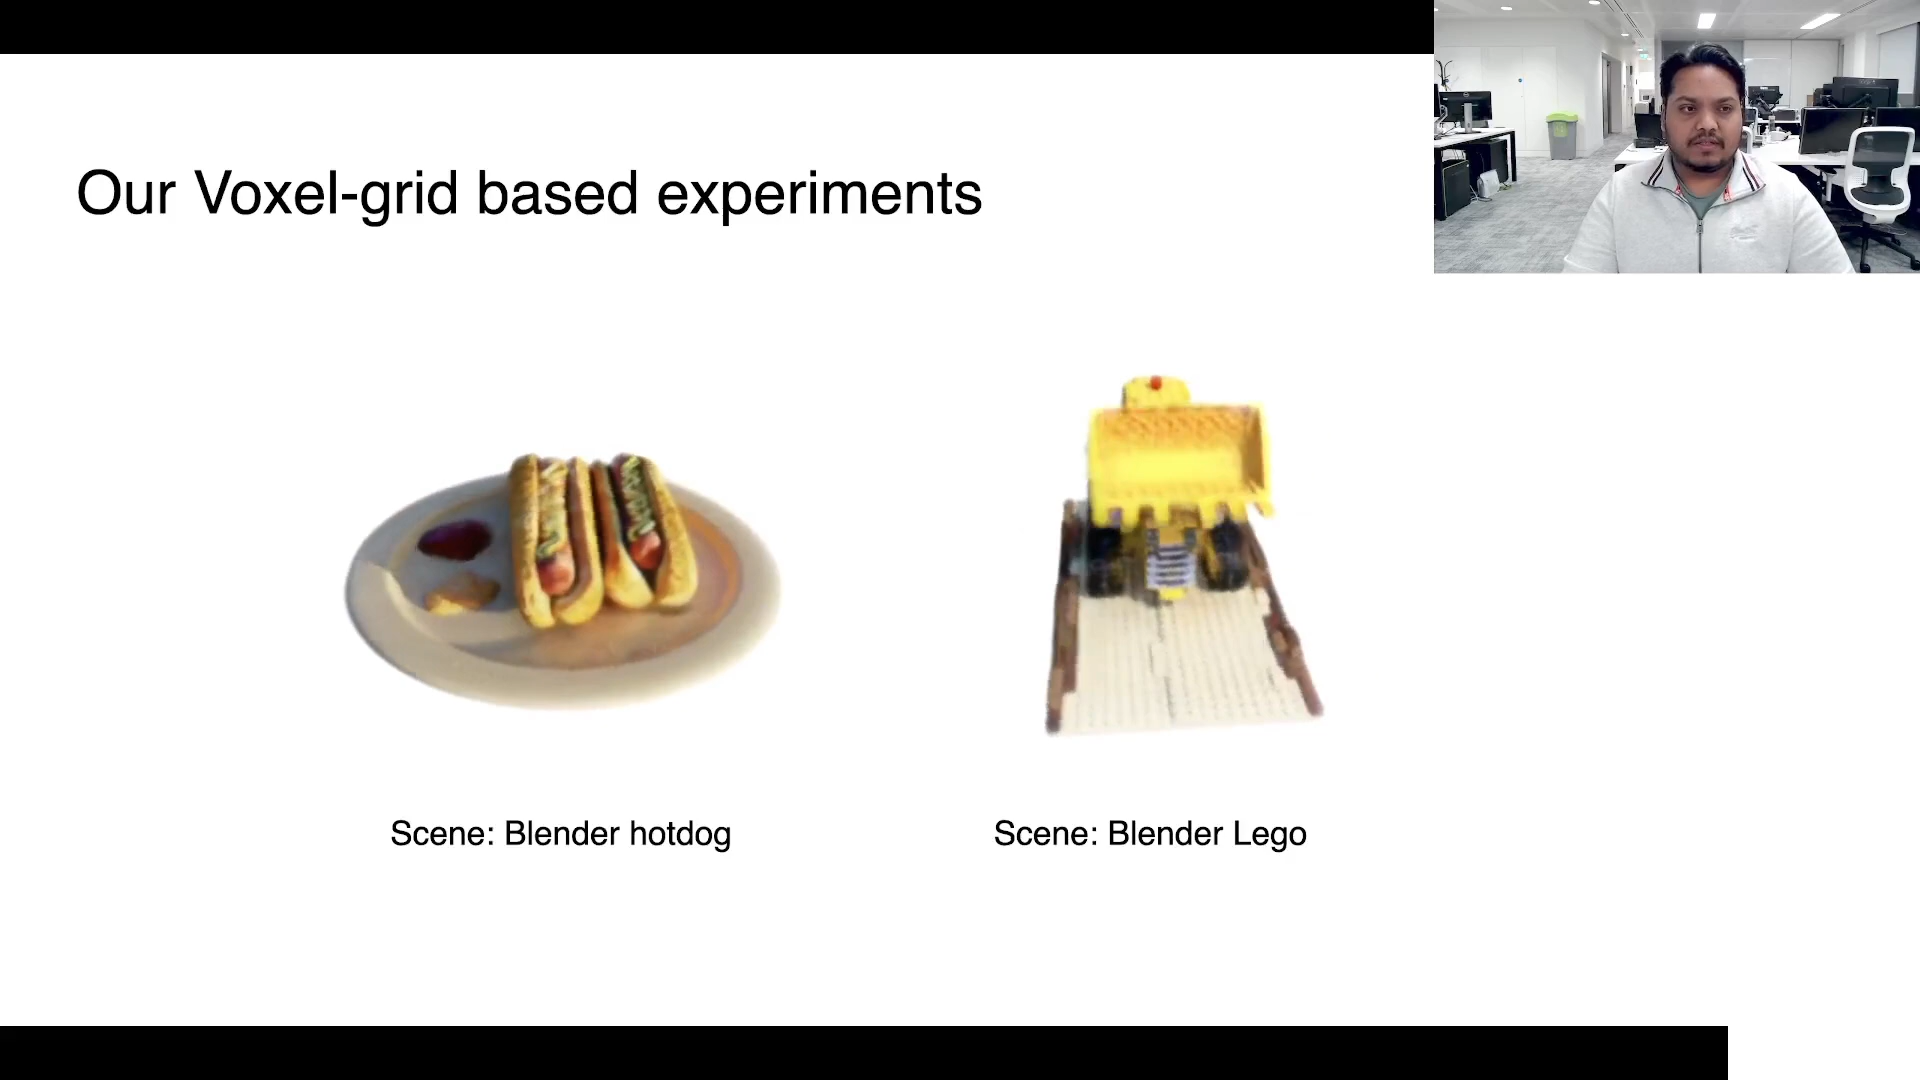 Our Voxel-grid based experiments
Scene: Blender hotdog
Scene: Blender Lego